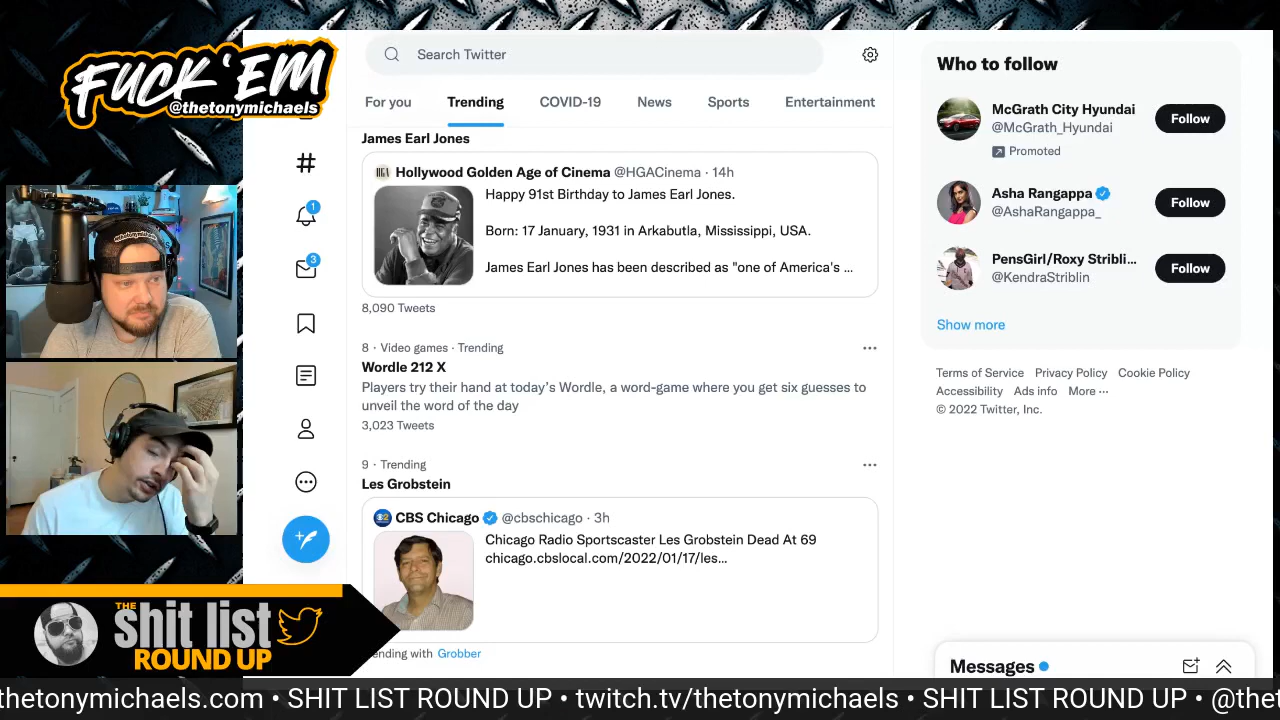 FUCK 'EM
@thetonymichaels
Search Twitter
For you
Trending
COVID-19
News
Sports
Entertainment
James Earl Jones
Hollywood Golden Age of Cinema @HGACinema · 14h
Happy 91st Birthday to James Earl Jones.
Born: 17 January, 1931 in Arkabutla, Mississippi, USA.
James Earl Jones has been described as "one of America's ...
8,090 Tweets
1
3
8 · Video games · Trending
Wordle 212 X
Players try their hand at today's Wordle, a word-game where you get six guesses to
unveil the word of the day
3,023 Tweets
9 · Trending
Les Grobstein
CBS Chicago @cbschicago · 3h
Chicago Radio Sportscaster Les Grobstein Dead At 69
chicago.cbslocal.com/2022/01/17/les...
ending with Grobber
Who to follow
McGrath City Hyundai
@McGrath_Hyundai
Promoted
Follow
Asha Rangappa
@AshaRangappa_
Follow
PensGirl/Roxy Stribli...
@KendraStriblin
Follow
Show more
Terms of Service Privacy Policy Cookie Policy
Accessibility Ads info More ···
© 2022 Twitter, Inc.
Messages
THE
shit list
ROUND UP
thetonymichaels.com • SHIT LIST ROUND UP • twitch.tv/thetonymichaels • SHIT LIST ROUND UP • @thet